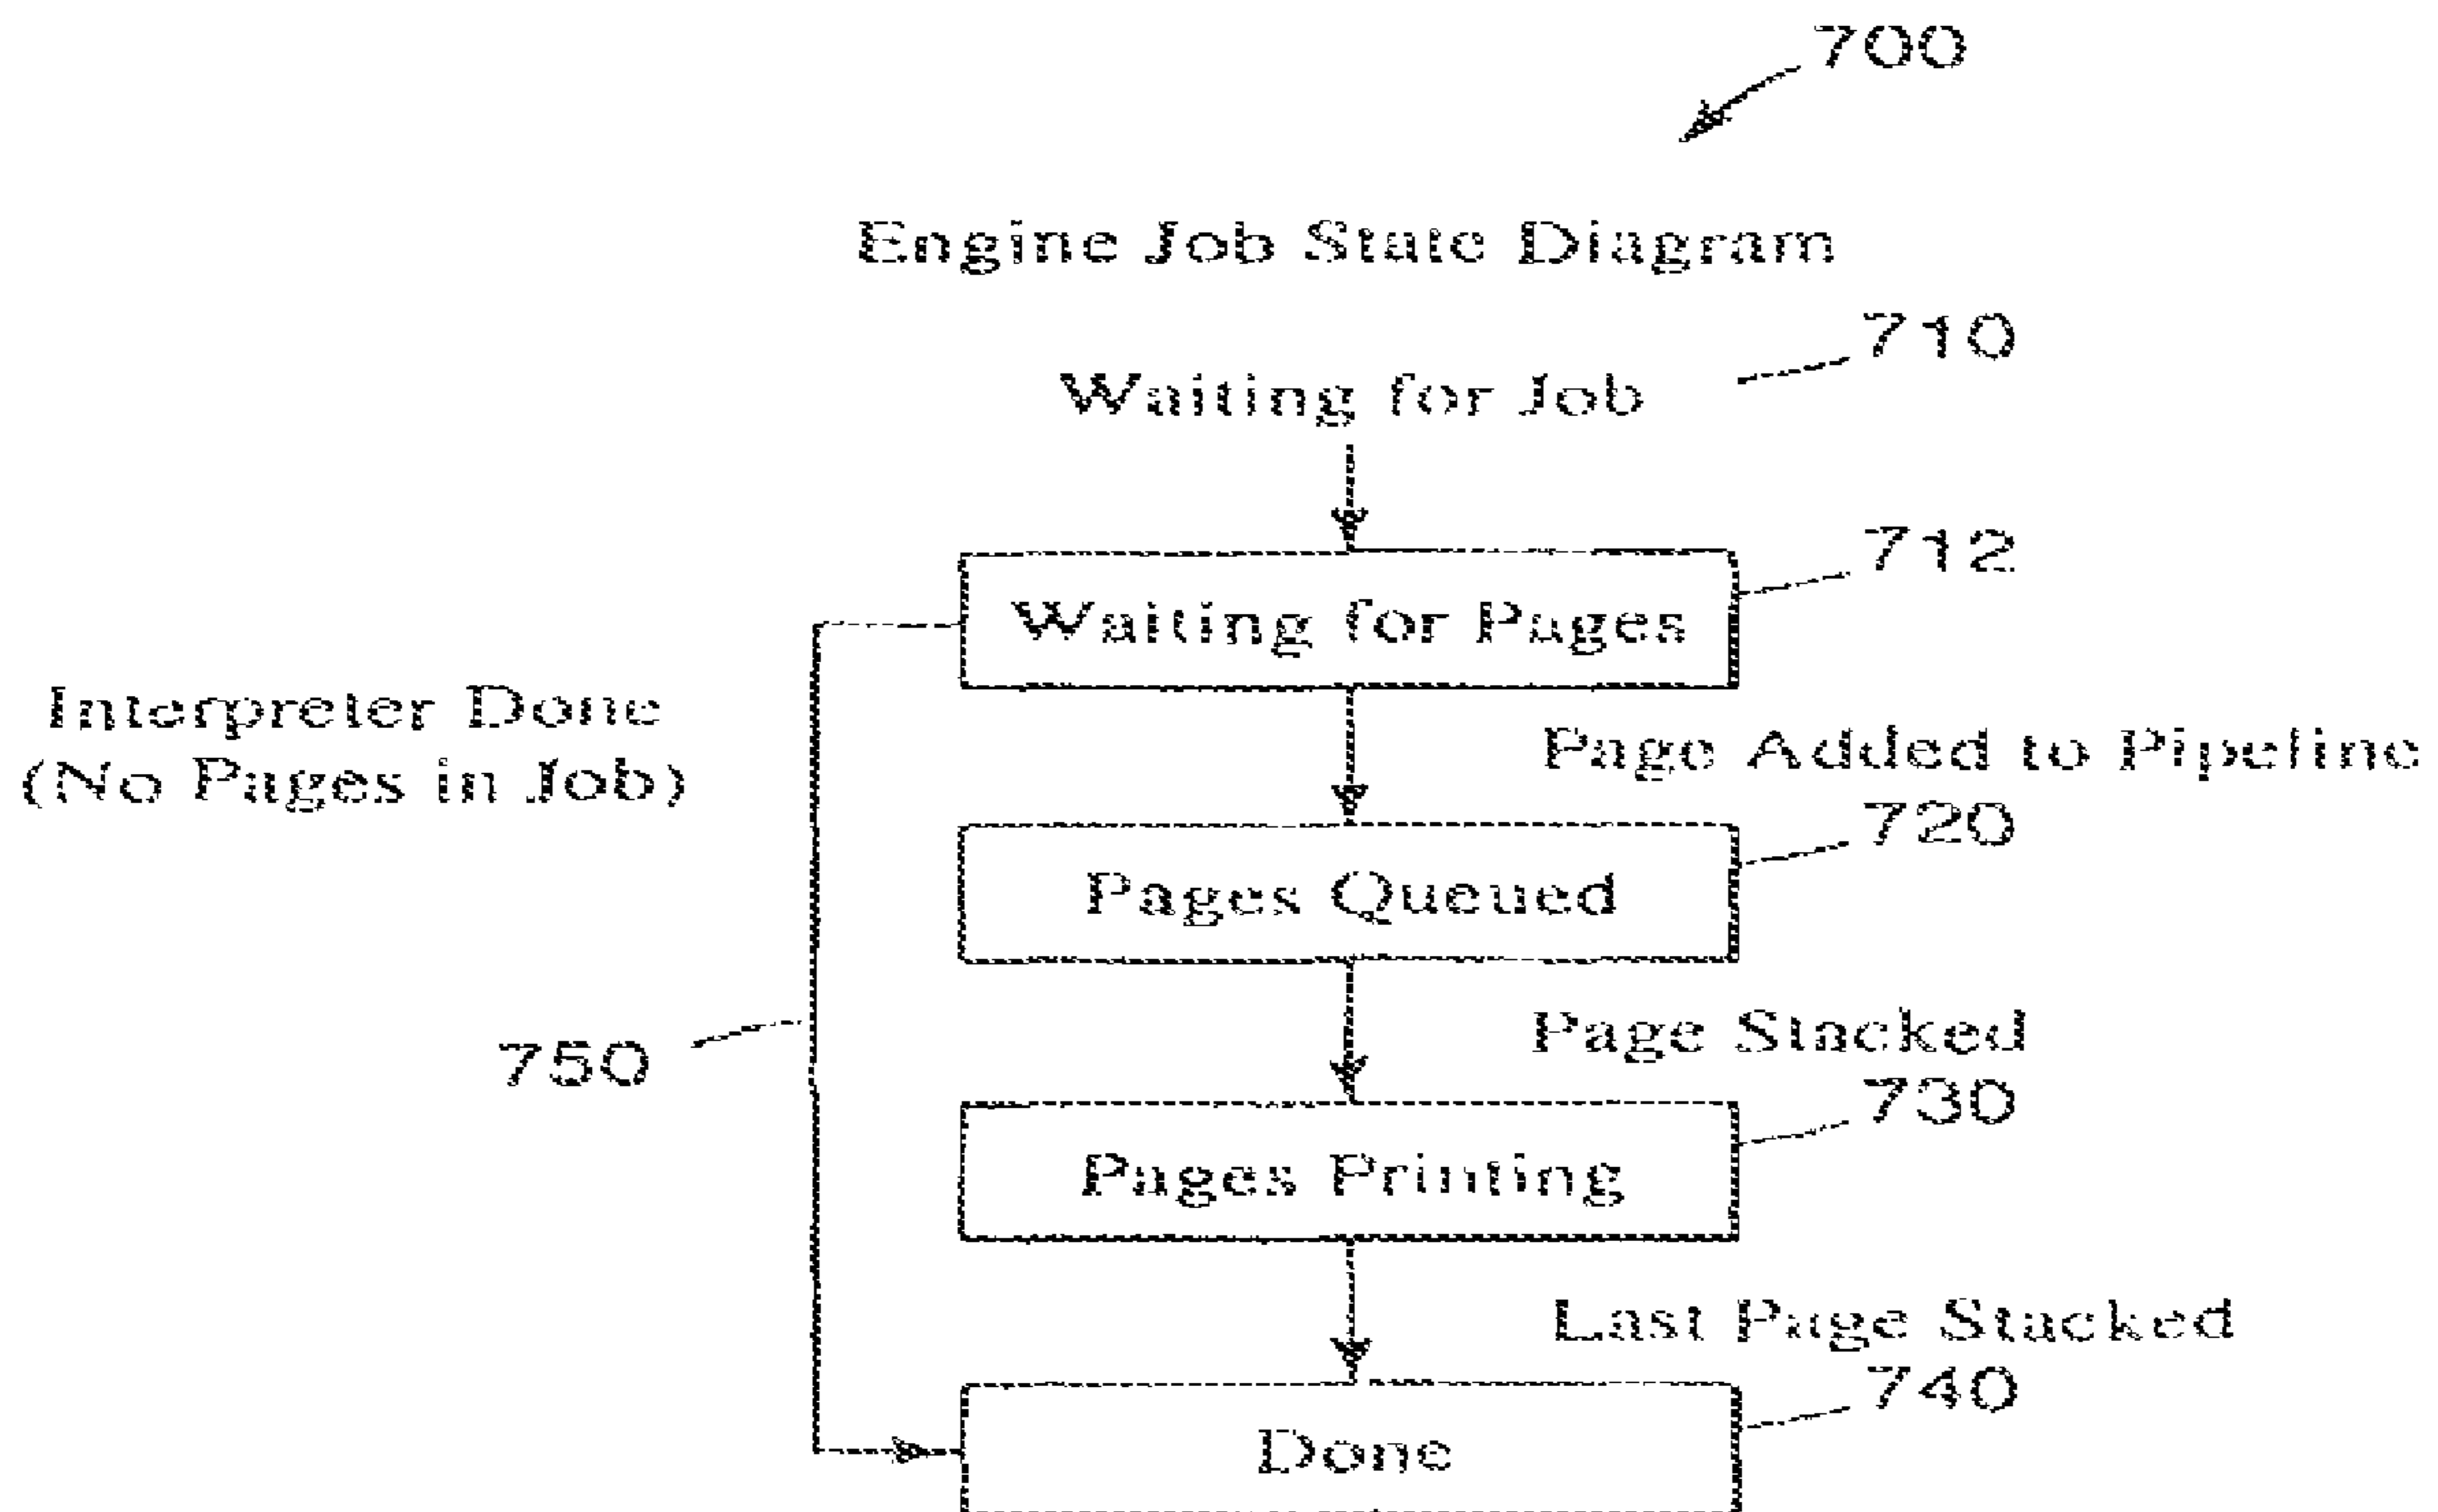 700
Engine Job State Diagram
710
Waiting for Job
712
Waiting for Pages
Interpreter Done
(No Pages in Job)
Page Added to Pipeline
720
Pages Queued
750
Page Stacked
730
Pages Printing
Last Page Stacked
740
Done